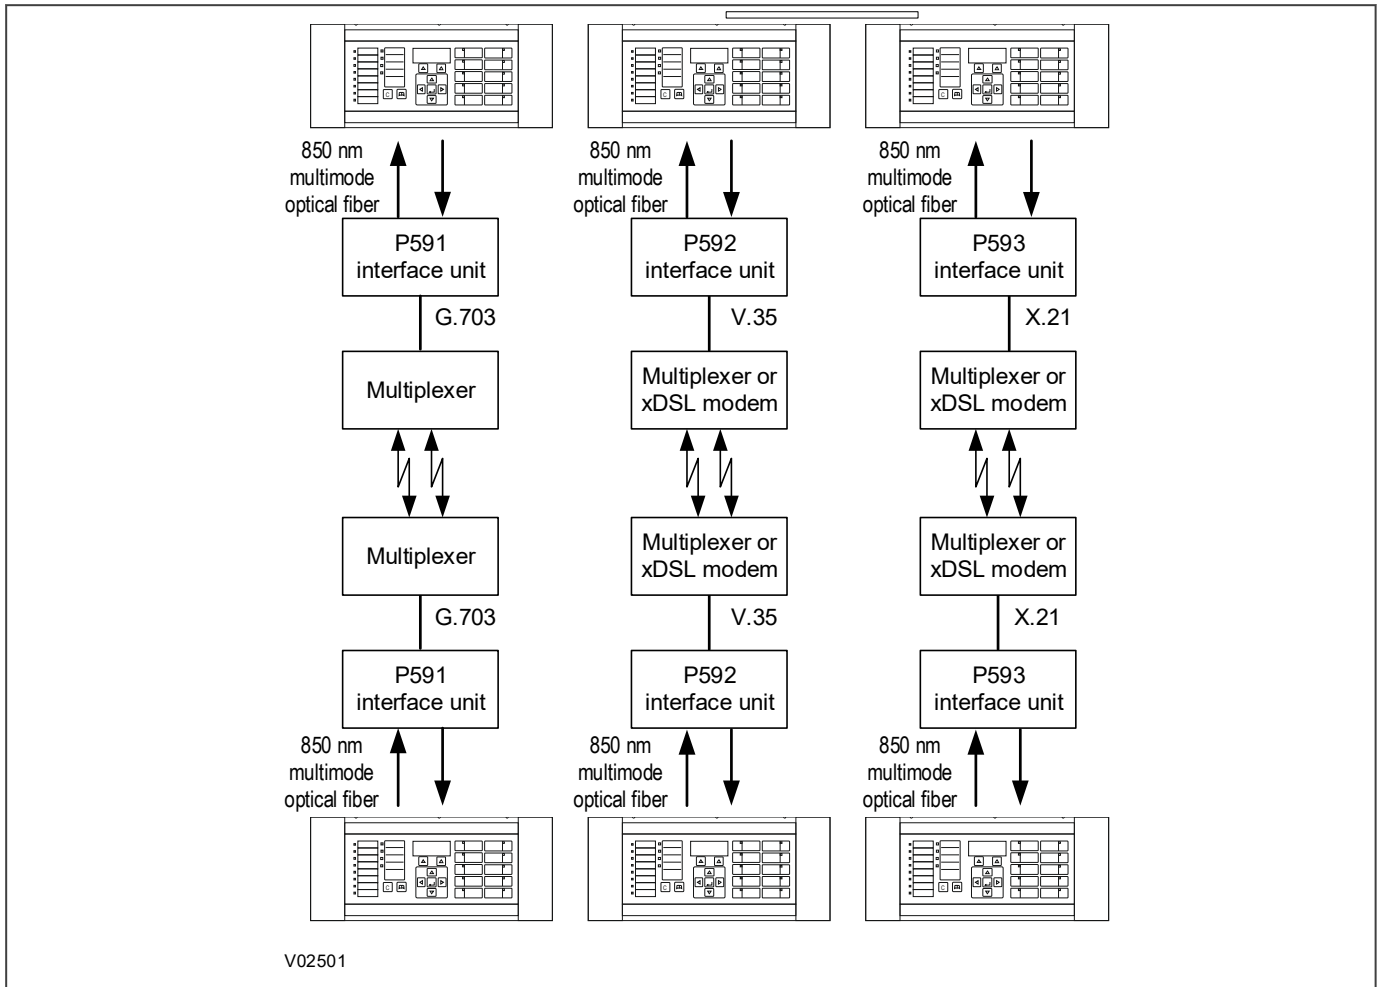 850 nm
multimode
optical fiber
850 nm
multimode
optical fiber
850 nm
multimode
optical fiber
P591
interface unit
P592
interface unit
P593
interface unit
G.703
V.35
X.21
Multiplexer
Multiplexer or
xDSL modem
Multiplexer or
xDSL modem
Multiplexer
Multiplexer or
xDSL modem
Multiplexer or
xDSL modem
G.703
V.35
X.21
P591
interface unit
P592
interface unit
P593
interface unit
850 nm
multimode
optical fiber
850 nm
multimode
optical fiber
850 nm
multimode
optical fiber
V02501